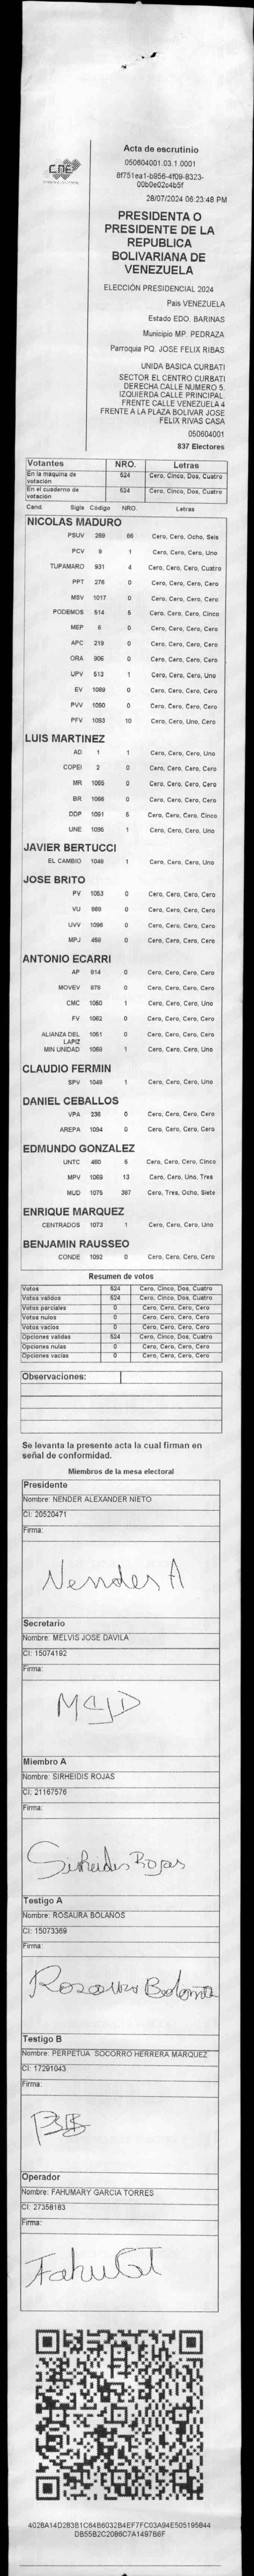 CNE
Acta de escrutinio
050604001.03.1.0001
8f751ea1-b856-4f09-8323-
00b0e02c4b5f
28/07/2024 06:23:48 PM
PRESIDENTA O
PRESIDENTE DE LA
REPUBLICA
BOLIVARIANA DE
VENEZUELA
ELECCIÓN PRESIDENCIAL 2024
País VENEZUELA
Estado EDO. BARINAS
Municipio MP. PEDRAZA
Parroquia PQ. JOSE FELIX RIBAS
UNIDA BASICA CURBATI
SECTOR EL CENTRO CURBATI
DERECHA CALLE NUMERO 5.
IZQUIERDA CALLE PRINCIPAL.
FRENTE CALLE VENEZUELA 4
FRENTE A LA PLAZA BOLIVAR JOSE
FELIX RIVAS CASA
050604001
837 Electores
Votantes NRO. Letras
En la máquina de votación 524 Cero, Cinco, Dos, Cuatro
En el cuaderno de votación 524 Cero, Cinco, Dos, Cuatro
Cand. Sigla Código NRO. Letras
NICOLAS MADURO
PSUV 269 86 Cero, Cero, Ocho, Seis
PCV 9 1 Cero, Cero, Cero, Uno
TUPAMARO 931 4 Cero, Cero, Cero, Cuatro
PPT 276 0 Cero, Cero, Cero, Cero
MSV 1017 0 Cero, Cero, Cero, Cero
PODEMOS 514 5 Cero, Cero, Cero, Cinco
MEP 6 0 Cero, Cero, Cero, Cero
APC 219 0 Cero, Cero, Cero, Cero
ORA 906 0 Cero, Cero, Cero, Cero
UPV 513 1 Cero, Cero, Cero, Uno
EV 1089 0 Cero, Cero, Cero, Cero
PVV 1090 0 Cero, Cero, Cero, Cero
PFV 1093 10 Cero, Cero, Uno, Cero
LUIS MARTINEZ
AD 1 1 Cero, Cero, Cero, Uno
COPEI 2 0 Cero, Cero, Cero, Cero
MR 1065 0 Cero, Cero, Cero, Cero
BR 1066 0 Cero, Cero, Cero, Cero
DDP 1091 5 Cero, Cero, Cero, Cinco
UNE 1095 1 Cero, Cero, Cero, Uno
JAVIER BERTUCCI
EL CAMBIO 1048 1 Cero, Cero, Cero, Uno
JOSE BRITO
PV 1053 0 Cero, Cero, Cero, Cero
VU 869 0 Cero, Cero, Cero, Cero
UVV 1096 0 Cero, Cero, Cero, Cero
MPJ 458 0 Cero, Cero, Cero, Cero
ANTONIO ECARRI
AP 814 0 Cero, Cero, Cero, Cero
MOVEV 878 0 Cero, Cero, Cero, Cero
CMC 1050 1 Cero, Cero, Cero, Uno
FV 1062 0 Cero, Cero, Cero, Cero
ALIANZA DEL LAPIZ 1051 0 Cero, Cero, Cero, Cero
MIN UNIDAD 1068 1 Cero, Cero, Cero, Uno
CLAUDIO FERMIN
SPV 1049 1 Cero, Cero, Cero, Uno
DANIEL CEBALLOS
VPA 236 0 Cero, Cero, Cero, Cero
AREPA 1094 0 Cero, Cero, Cero, Cero
EDMUNDO GONZALEZ
UNTC 460 5 Cero, Cero, Cero, Cinco
MPV 1069 13 Cero, Cero, Uno, Tres
MUD 1075 387 Cero, Tres, Ocho, Siete
ENRIQUE MARQUEZ
CENTRADOS 1073 1 Cero, Cero, Cero, Uno
BENJAMIN RAUSSEO
CONDE 1092 0 Cero, Cero, Cero, Cero
Resumen de votos
Votos 524 Cero, Cinco, Dos, Cuatro
Votos válidos 524 Cero, Cinco, Dos, Cuatro
Votos parciales 0 Cero, Cero, Cero, Cero
Votos nulos 0 Cero, Cero, Cero, Cero
Votos vacíos 0 Cero, Cero, Cero, Cero
Opciones válidas 524 Cero, Cinco, Dos, Cuatro
Opciones nulas 0 Cero, Cero, Cero, Cero
Opciones vacías 0 Cero, Cero, Cero, Cero
Observaciones:
Se levanta la presente acta la cual firman en
señal de conformidad.
Miembros de la mesa electoral
Presidente
Nombre: NENDER ALEXANDER NIETO
CI: 20520471
Firma:
Nender A
Secretario
Nombre: MELVIS JOSE DAVILA
CI: 15074192
Firma:
Miembro A
Nombre: SIRHEIDIS ROJAS
CI: 21167576
Firma:
Sirheidis Rojas
Testigo A
Nombre: ROSAURA BOLANOS
CI: 15073369
Firma:
Rosaura Bolaños
Testigo B
Nombre: PERPETUA SOCORRO HERRERA MARQUEZ
CI: 17291043
Firma:
Operador
Nombre: FAHUMARY GARCIA TORRES
CI: 27358183
Firma:
FahuGT
4028A14D283B1C64B6032B4EF7FC03A94E505195844
DB55B2C2086C7A1497B6F